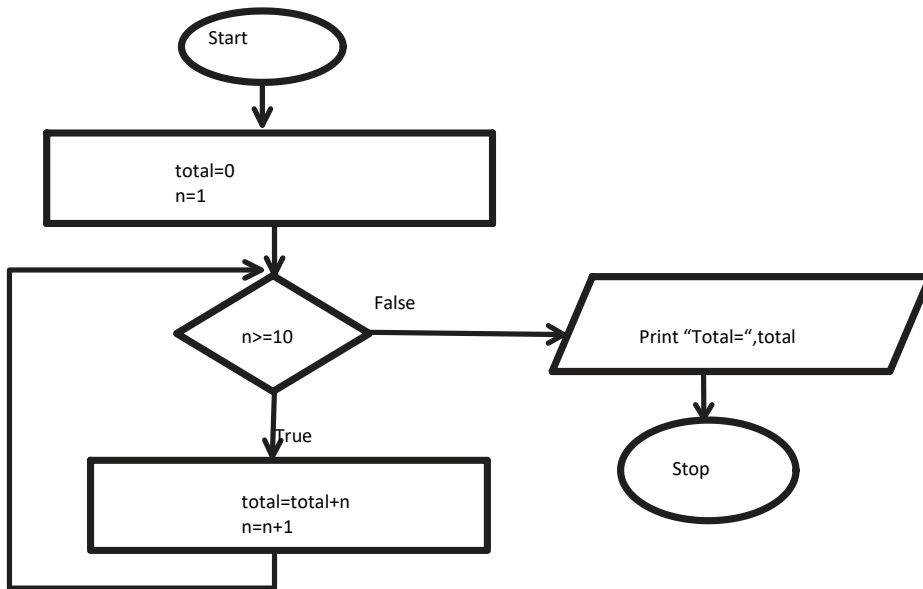 Start
total=0
n=1
n>=10
False
Print “Total=“,total
True
total=total+n
n=n+1
Stop